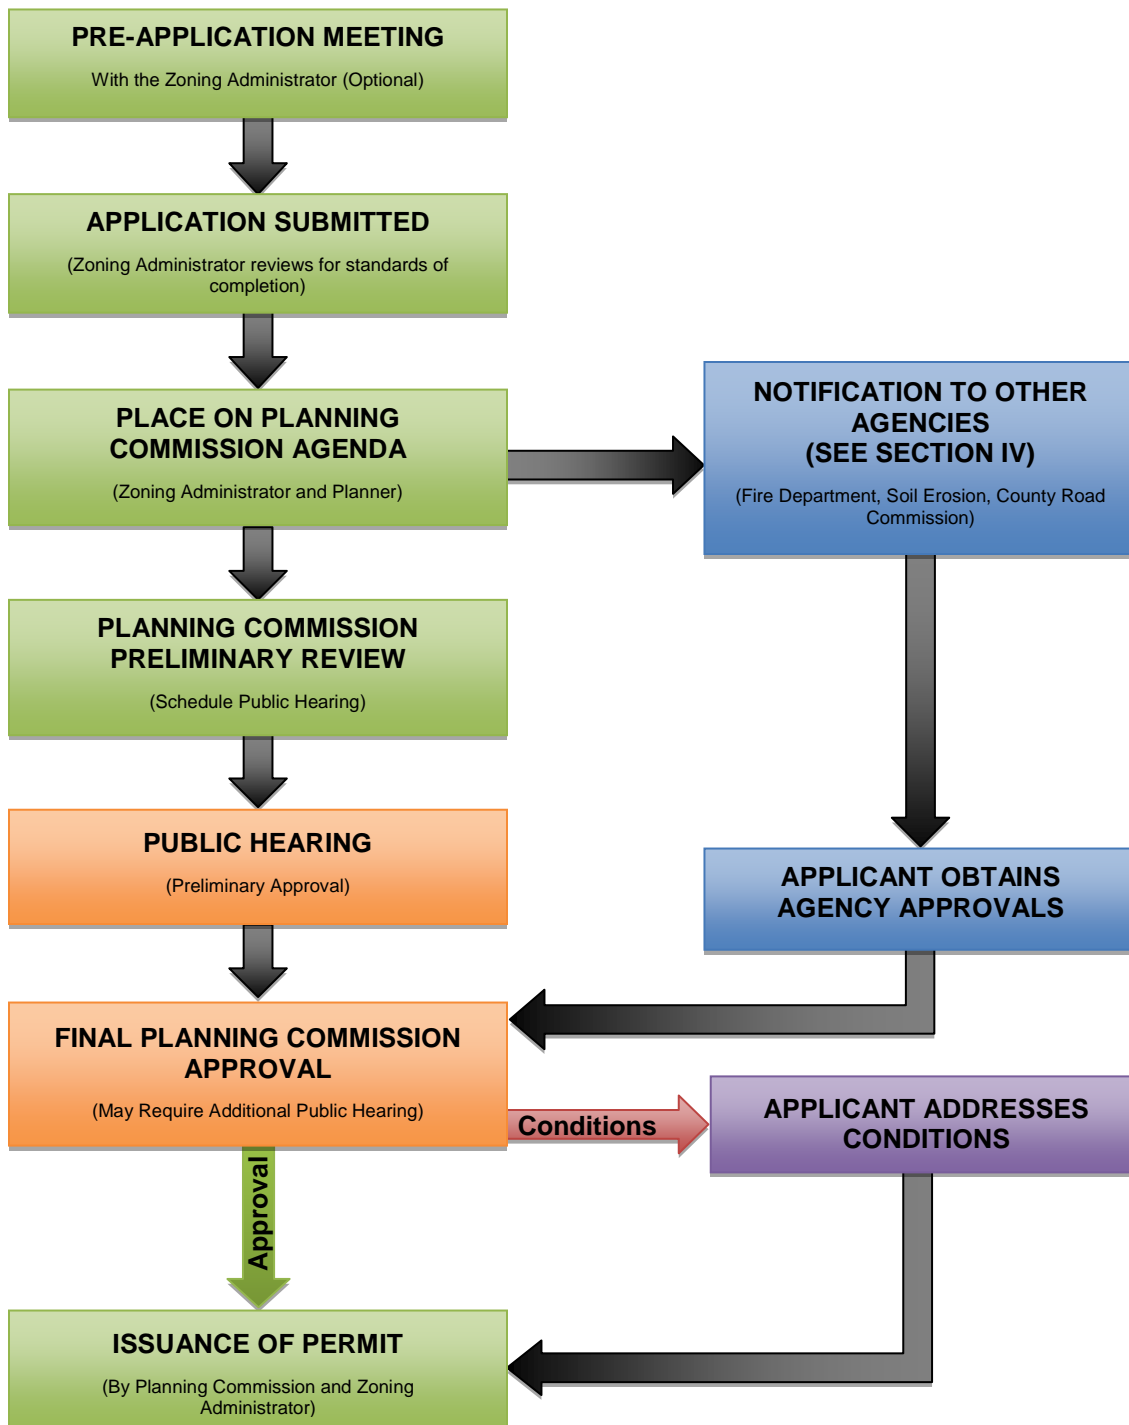 PRE-APPLICATION MEETING
With the Zoning Administrator (Optional)
APPLICATION SUBMITTED
(Zoning Administrator reviews for standards of
completion)
PLACE ON PLANNING
COMMISSION AGENDA
(Zoning Administrator and Planner)
NOTIFICATION TO OTHER
AGENCIES
(SEE SECTION IV)
(Fire Department, Soil Erosion, County Road
Commission)
PLANNING COMMISSION
PRELIMINARY REVIEW
(Schedule Public Hearing)
PUBLIC HEARING
(Preliminary Approval)
APPLICANT OBTAINS
AGENCY APPROVALS
FINAL PLANNING COMMISSION
APPROVAL
(May Require Additional Public Hearing)
Conditions
APPLICANT ADDRESSES
CONDITIONS
Approval
ISSUANCE OF PERMIT
(By Planning Commission and Zoning
Administrator)